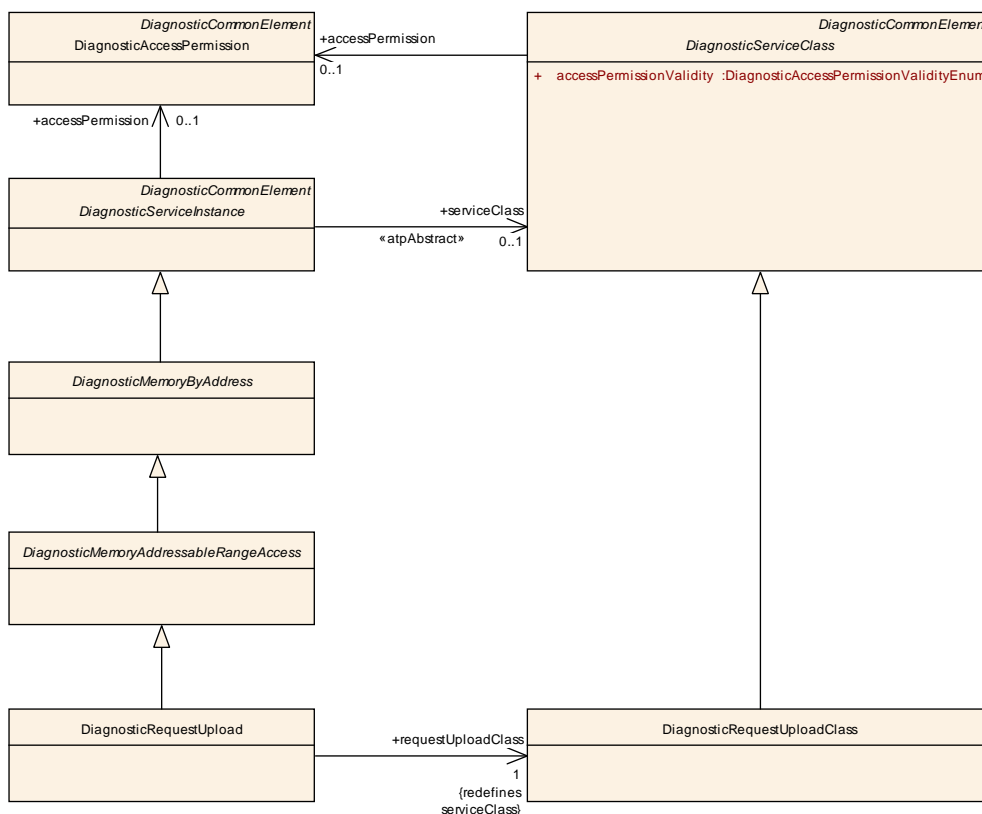 DiagnosticCommonElement
DiagnosticAccessPermission
+accessPermission
0..1
DiagnosticCommonElemen
DiagnosticServiceClass
+ accessPermissionValidity :DiagnosticAccessPermissionValidityEnum
+accessPermission
0..1
DiagnosticCommonElement
DiagnosticServiceInstance
+serviceClass
«atpAbstract»
0..1
DiagnosticMemoryByAddress
DiagnosticMemoryAddressableRangeAccess
DiagnosticRequestUpload
+requestUploadClass
1
{redefines
serviceClass}
DiagnosticRequestUploadClass